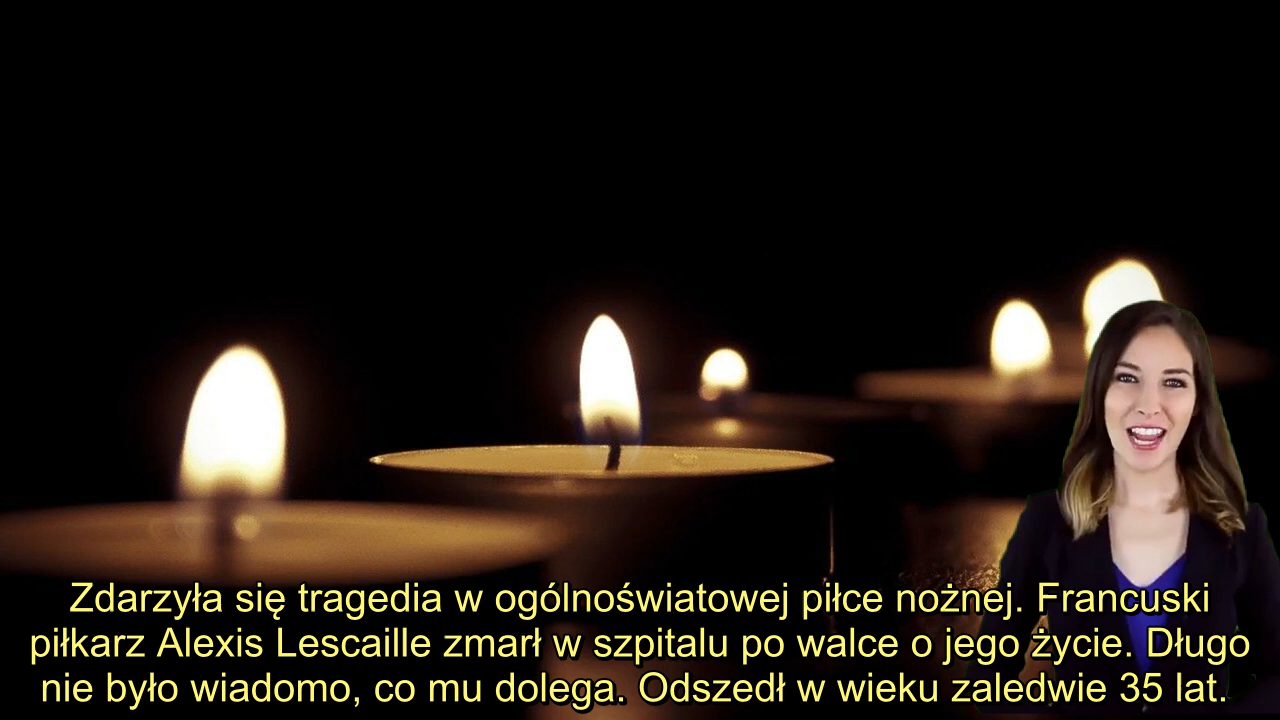 Zdarzyła się tragedia w ogólnoświatowej piłce nożnej. Francuski
piłkarz Alexis Lescaille zmarł w szpitalu po walce o jego życie. Długo
nie było wiadomo, co mu dolega. Odszedł w wieku zaledwie 35 lat.